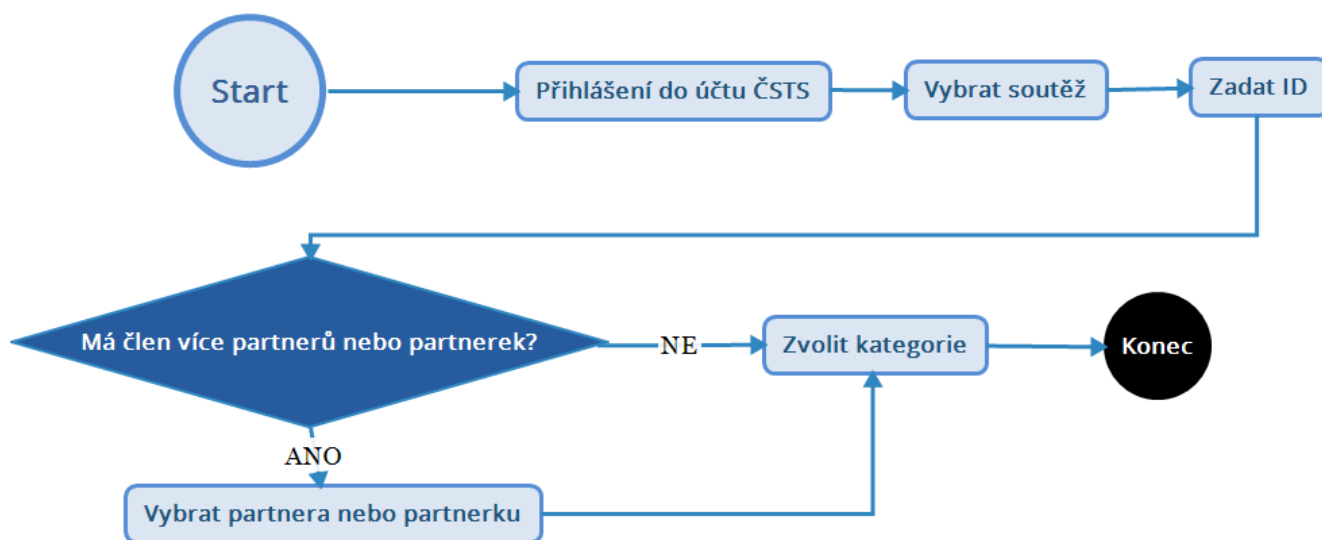 Start
Přihlášení do účtu ČSTS
Vybrat soutěž
Zadat ID
Má člen více partnerů nebo partnerek?
NE
Zvolit kategorie
Konec
ANO
Vybrat partnera nebo partnerku